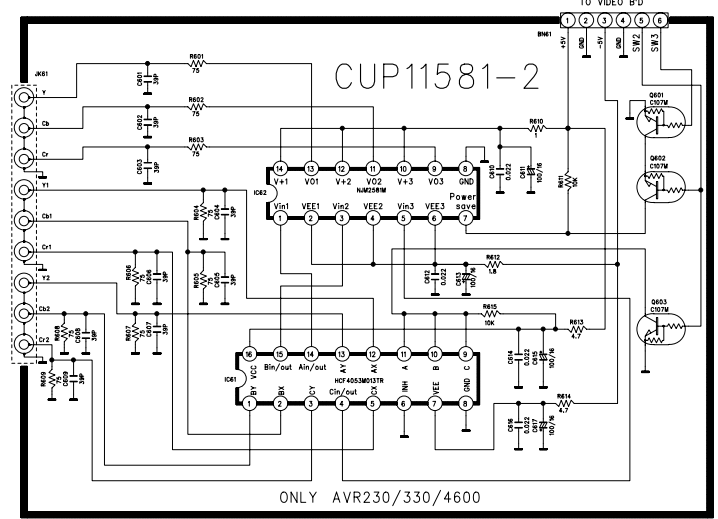 TO VIDEO B'D
BN61
1 2 3 4 5 6
+5V
GND
-5V
GND
SW2
SW3
CUP11581-2
JK61
Y
Cb
Cr
Y1
Cb1
Cr1
Y2
Cb2
Cr2
R601
75
C601
39P
R602
75
C602
39P
R603
75
C603
39P
R604
75
C604
39P
R605
75
C605
39P
R606
75
C606
39P
R607
75
C607
39P
R608
75
C608
39P
R609
75
C609
39P
R610
1
C610
0.022
C611
100/16
R611
10K
Q601
C107M
Q602
C107M
Q603
C107M
14 13 12 11 10 9 8
V+1 VO1 V+2 VO2 V+3 VO3 GND
IC62
NJM2581M
Power
save
Vin1 VEE1 Vin2 VEE2 Vin3 VEE3
1 2 3 4 5 6 7
C612
0.022
C613
100/16
R612
1.8
R615
10K
R613
4.7
C614
0.022
C615
100/16
16 15 14 13 12 11 10 9
VCC Bin/out Ain/out AY AX A B C
IC61
HCF4053M013TR
BY BX CY Cin/out CX INH VEE GND
1 2 3 4 5 6 7 8
C616
0.022
C617
100/16
R614
4.7
ONLY AVR230/330/4600